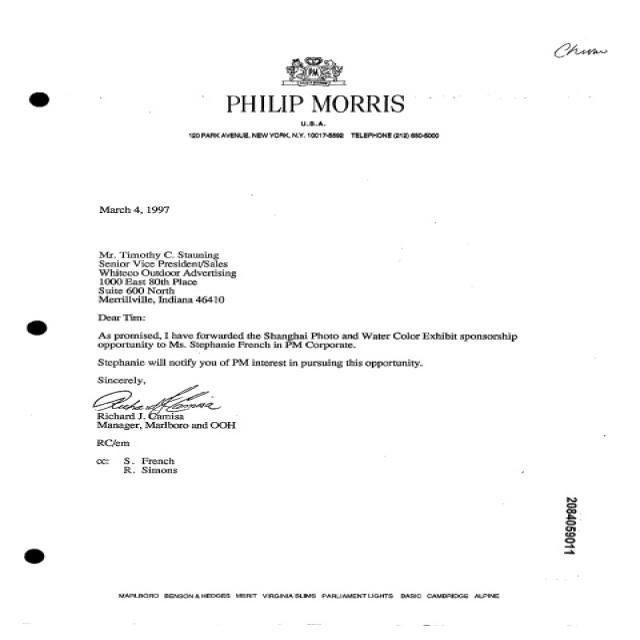 PM
PHILIP MORRIS
U.S.A.
120 PARK AVENUE, NEW YORK, N.Y. 10017-5592 TELEPHONE (212) 880-5000
March 4, 1997
Mr. Timothy C. Stauning
Senior Vice President/Sales
Whiteco Outdoor Advertising
1000 East 80th Place
Suite 600 North
Merrillville, Indiana 46410
Dear Tim:
As promised, I have forwarded the Shanghai Photo and Water Color Exhibit sponsorship
opportunity to Ms. Stephanie French in PM Corporate.
Stephanie will notify you of PM interest in pursuing this opportunity.
Sincerely,
Richard J. Camisa
Richard J. Camisa
Manager, Marlboro and OOH
RC/em
cc: S. French
R. Simons
2084059011
MARLBORO BENSON & HEDGES MERIT VIRGINIA SLIMS PARLIAMENT LIGHTS BASIC CAMBRIDGE ALPINE